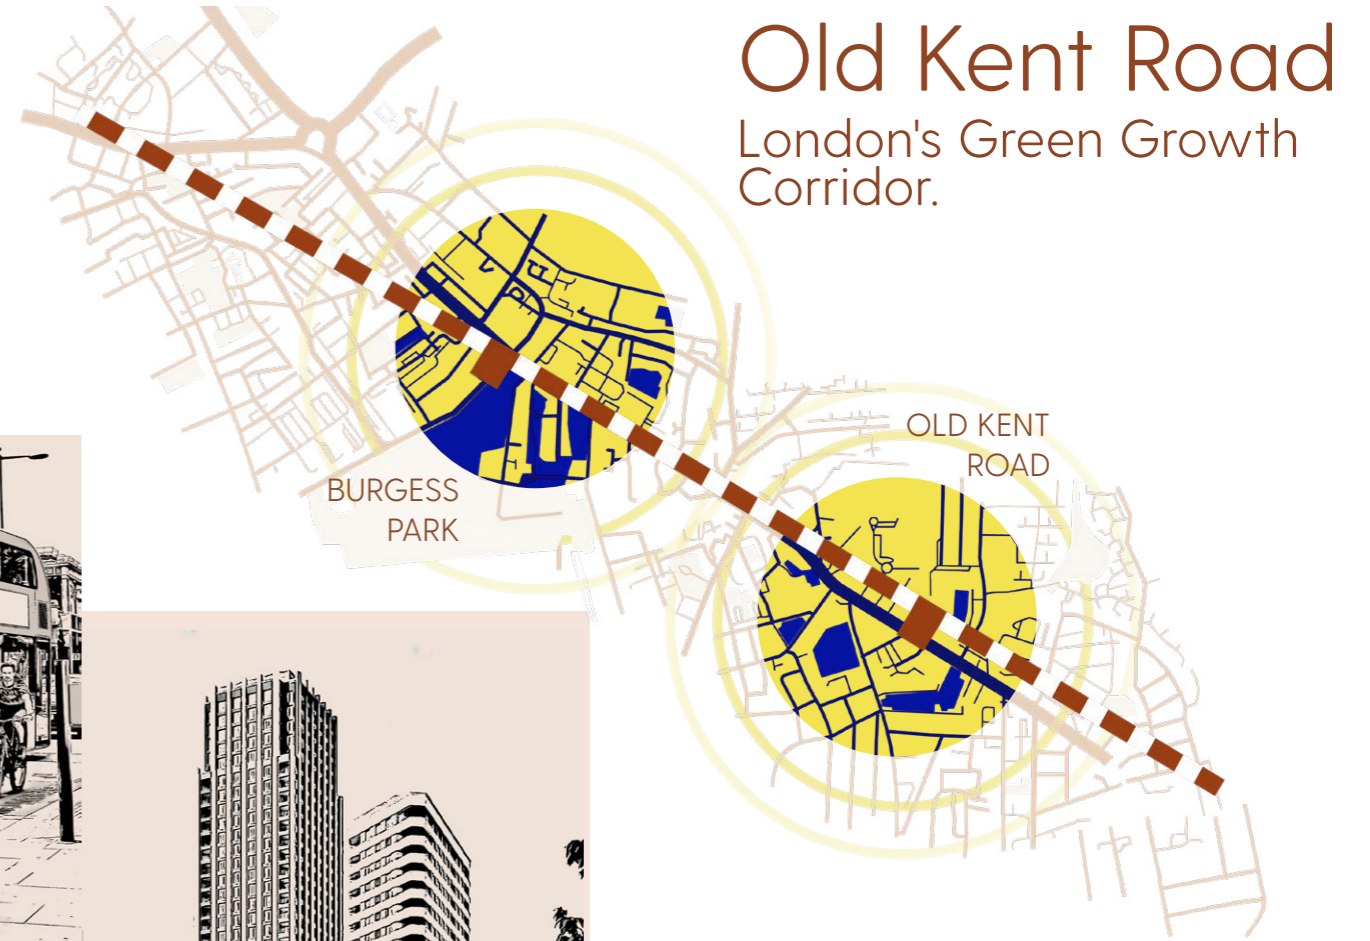 Old Kent Road
London's Green Growth
Corridor.
OLD KENT
ROAD
BURGESS
PARK